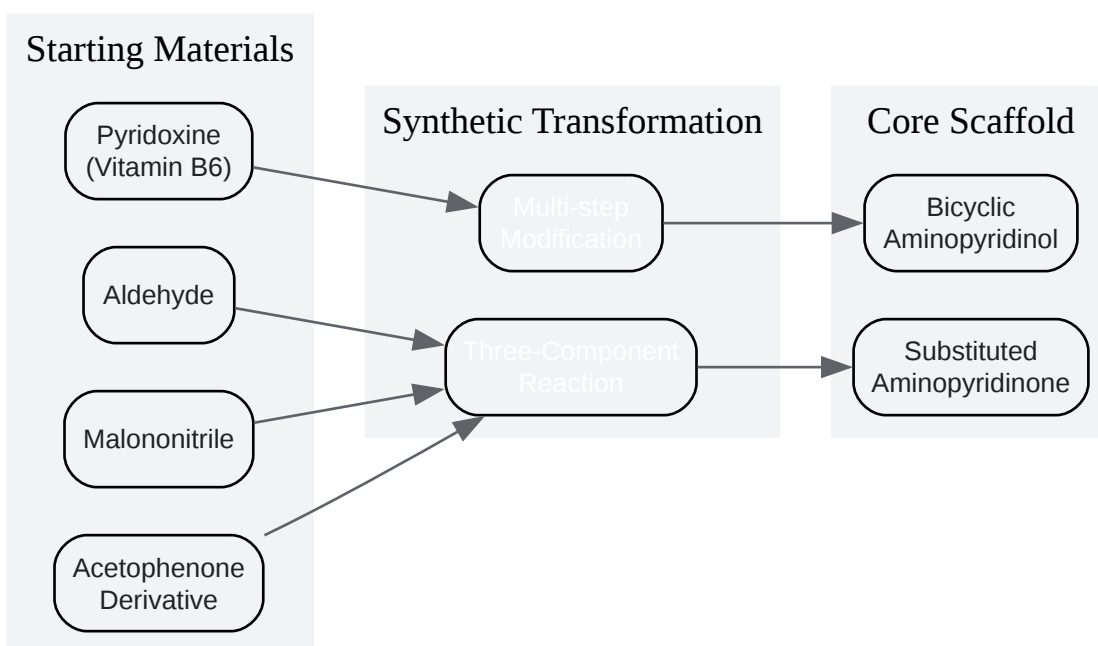 Starting Materials
Pyridoxine
(Vitamin B6)
Aldehyde
Malononitrile
Acetophenone
Derivative
Synthetic Transformation
Multi-step
Modification
Three-Component
Reaction
Core Scaffold
Bicyclic
Aminopyridinol
Substituted
Aminopyridinone